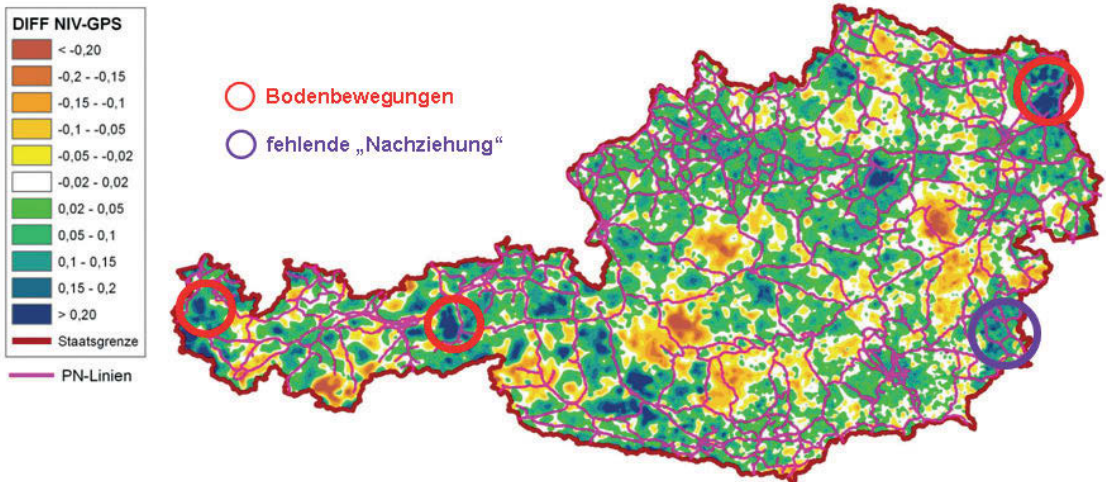 DIFF NIV-GPS
< -0,20
-0,2 - -0,15
-0,15 - -0,1
-0,1 - -0,05
-0,05 - -0,02
-0,02 - 0,02
0,02 - 0,05
0,05 - 0,1
0,1 - 0,15
0,15 - 0,2
> 0,20
Staatsgrenze
PN-Linien
Bodenbewegungen
fehlende „Nachziehung“